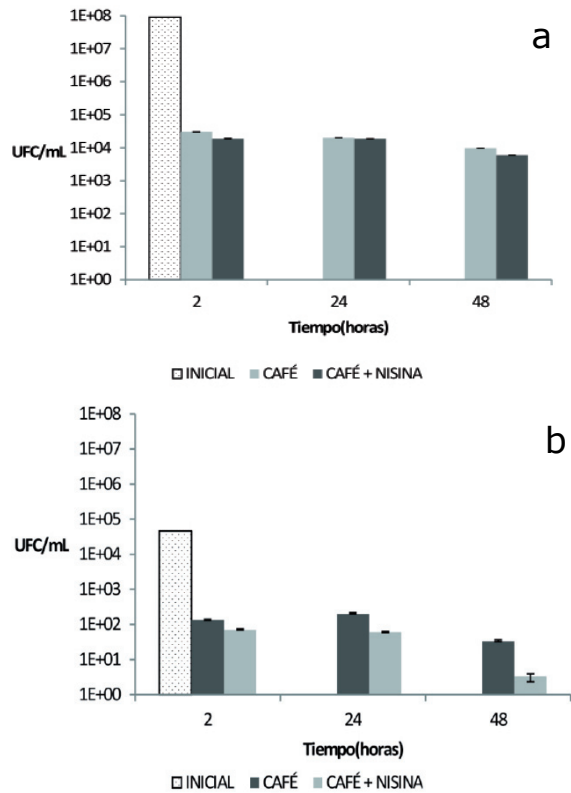 a
1E+08
1E+07
1E+06
1E+05
UFC/mL
1E+04
1E+03
1E+02
1E+01
1E+00
2 24 48
Tiempo(horas)
INICIAL CAFÉ CAFÉ + NISINA
b
1E+08
1E+07
1E+06
1E+05
UFC/mL
1E+04
1E+03
1E+02
1E+01
1E+00
2 24 48
Tiempo(horas)
INICIAL CAFÉ CAFÉ + NISINA